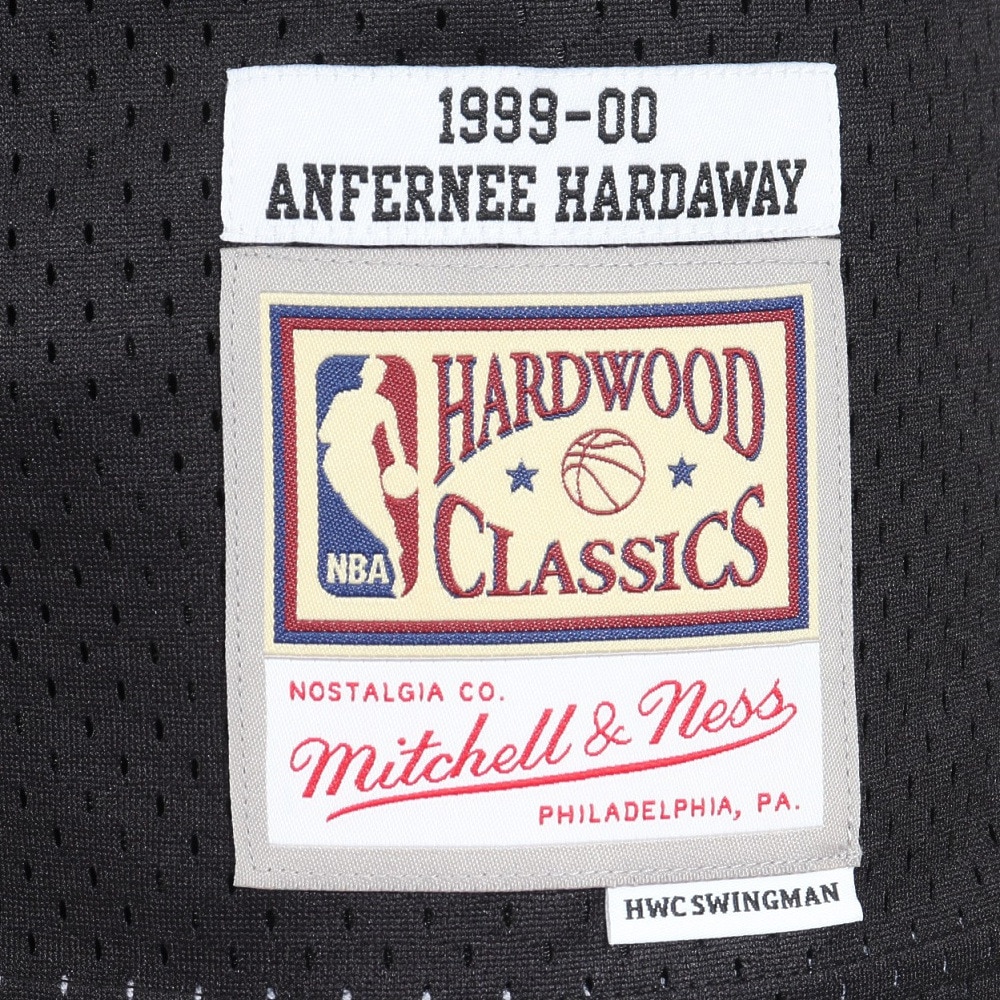 1999-00
ANFERNEE HARDAWAY
HARDWOOD
CLASSICS
NBA
NOSTALGIA CO.
Mitchell & Ness
PHILADELPHIA, PA.
HWC SWINGMAN